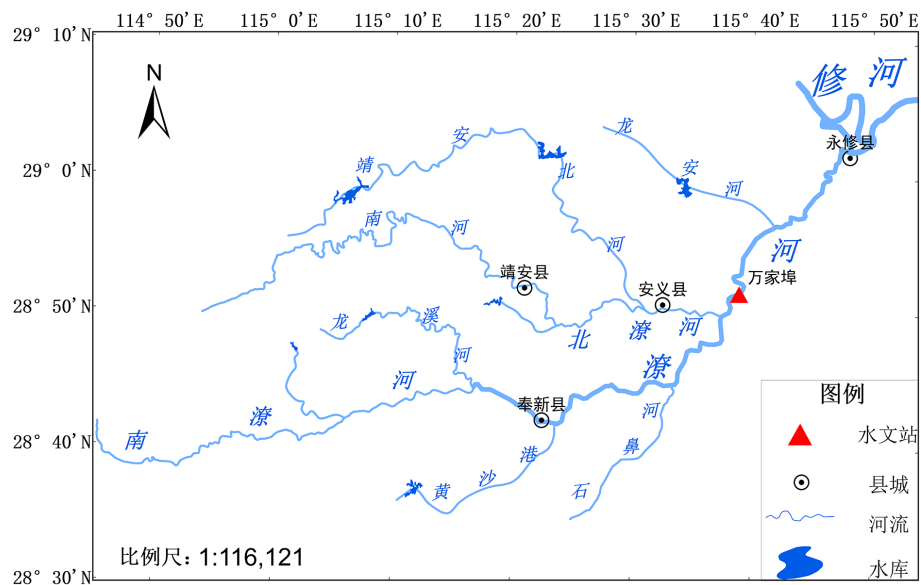 114° 50′E 115° 0′E 115° 10′E 115° 20′E 115° 30′E 115° 40′E 115° 50′E
29° 10′N
29° 0′N
28° 50′N
28° 40′N
28° 30′N
N
修河
永修县
龙安河
靖安北河
南河
靖安县
安义县
万家埠
北潦河
龙溪河
南潦河
潦河
奉新县
黄沙港
石鼻河
图例
水文站
县城
河流
水库
比例尺：1:116,121